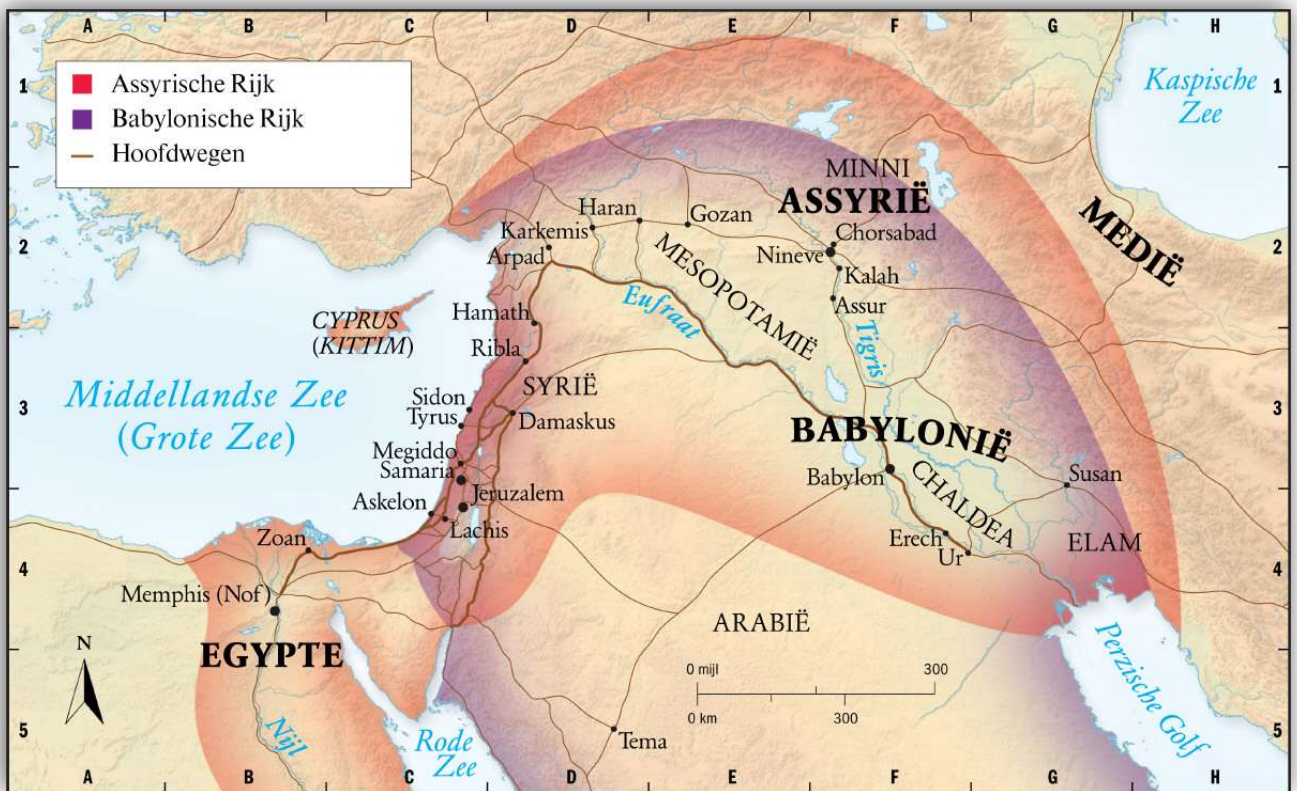 A B C D E F G H
1
Assyrische Rijk
Babylonische Rijk
Hoofdwegen
Kaspische
Zee
1
MINNI
ASSYRIË
MEDIË
2
Haran
Gozan
Karkemis
Arpad
Chorsabad
Nineve
Kalah
Assur
2
MESOPOTAMIË
Eufraat
Tigris
Hamath
CYPRUS
(KITTIM)
Ribla
SYRIË
3
Middellandse Zee
(Grote Zee)
Sidon
Tyrus
Damaskus
3
Megiddo
Samaria
BABYLONIË
Babylon
CHALDEA
Susan
Askelon
Jeruzalem
Lachis
Zoan
Erech
Ur
ELAM
4
4
Memphis (Nof)
ARABIË
EGYPTE
N
0 mijl 300
0 km 300
Perzische Golf
5
Nijl
Rode
Zee
Tema
5
A B C D E F G H